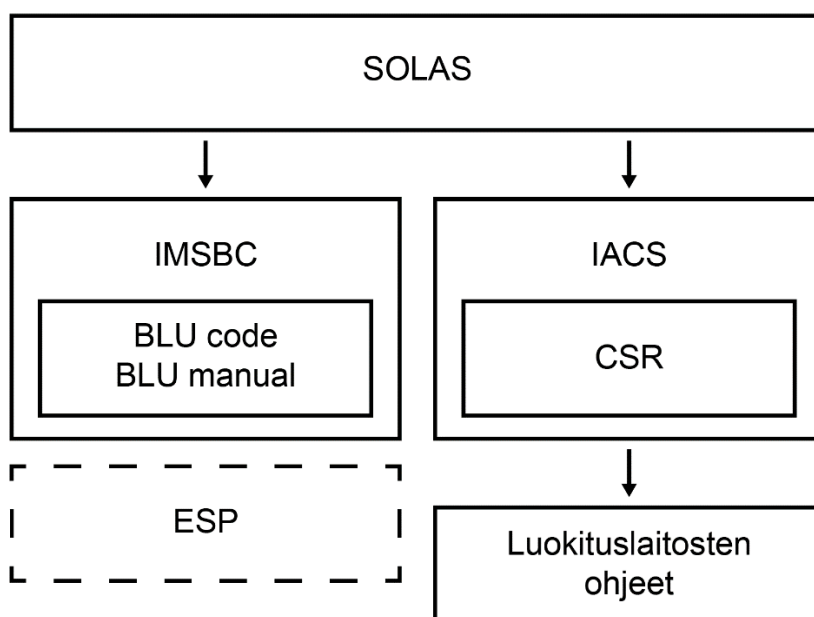 SOLAS
IMSBC
BLU code
BLU manual
ESP
IACS
CSR
Luokituslaitosten
ohjeet